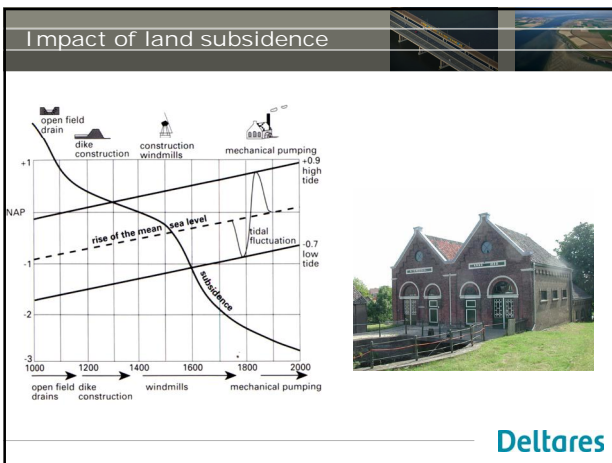 Impact of land subsidence
open field
drain
dike
construction
construction
windmills
mechanical pumping
+1
+0.9
high
tide
NAP
rise of the mean sea level
tidal
fluctuation
-0.7
low
tide
-1
subsidence
-2
-3
1000 1200 1400 1600 1800 2000
open field dike windmills mechanical pumping
drains construction
Deltares